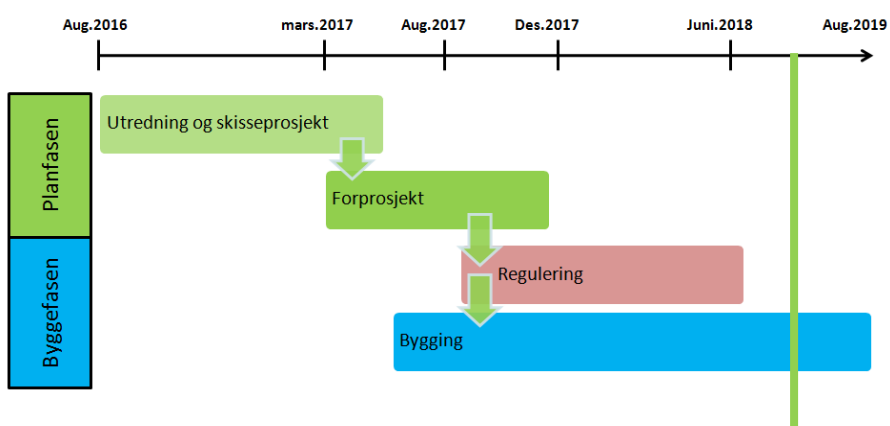 Aug.2016 mars.2017 Aug.2017 Des.2017 Juni.2018 Aug.2019
Planfasen
Utredning og skisseprosjekt
Forprosjekt
Byggefasen
Regulering
Bygging